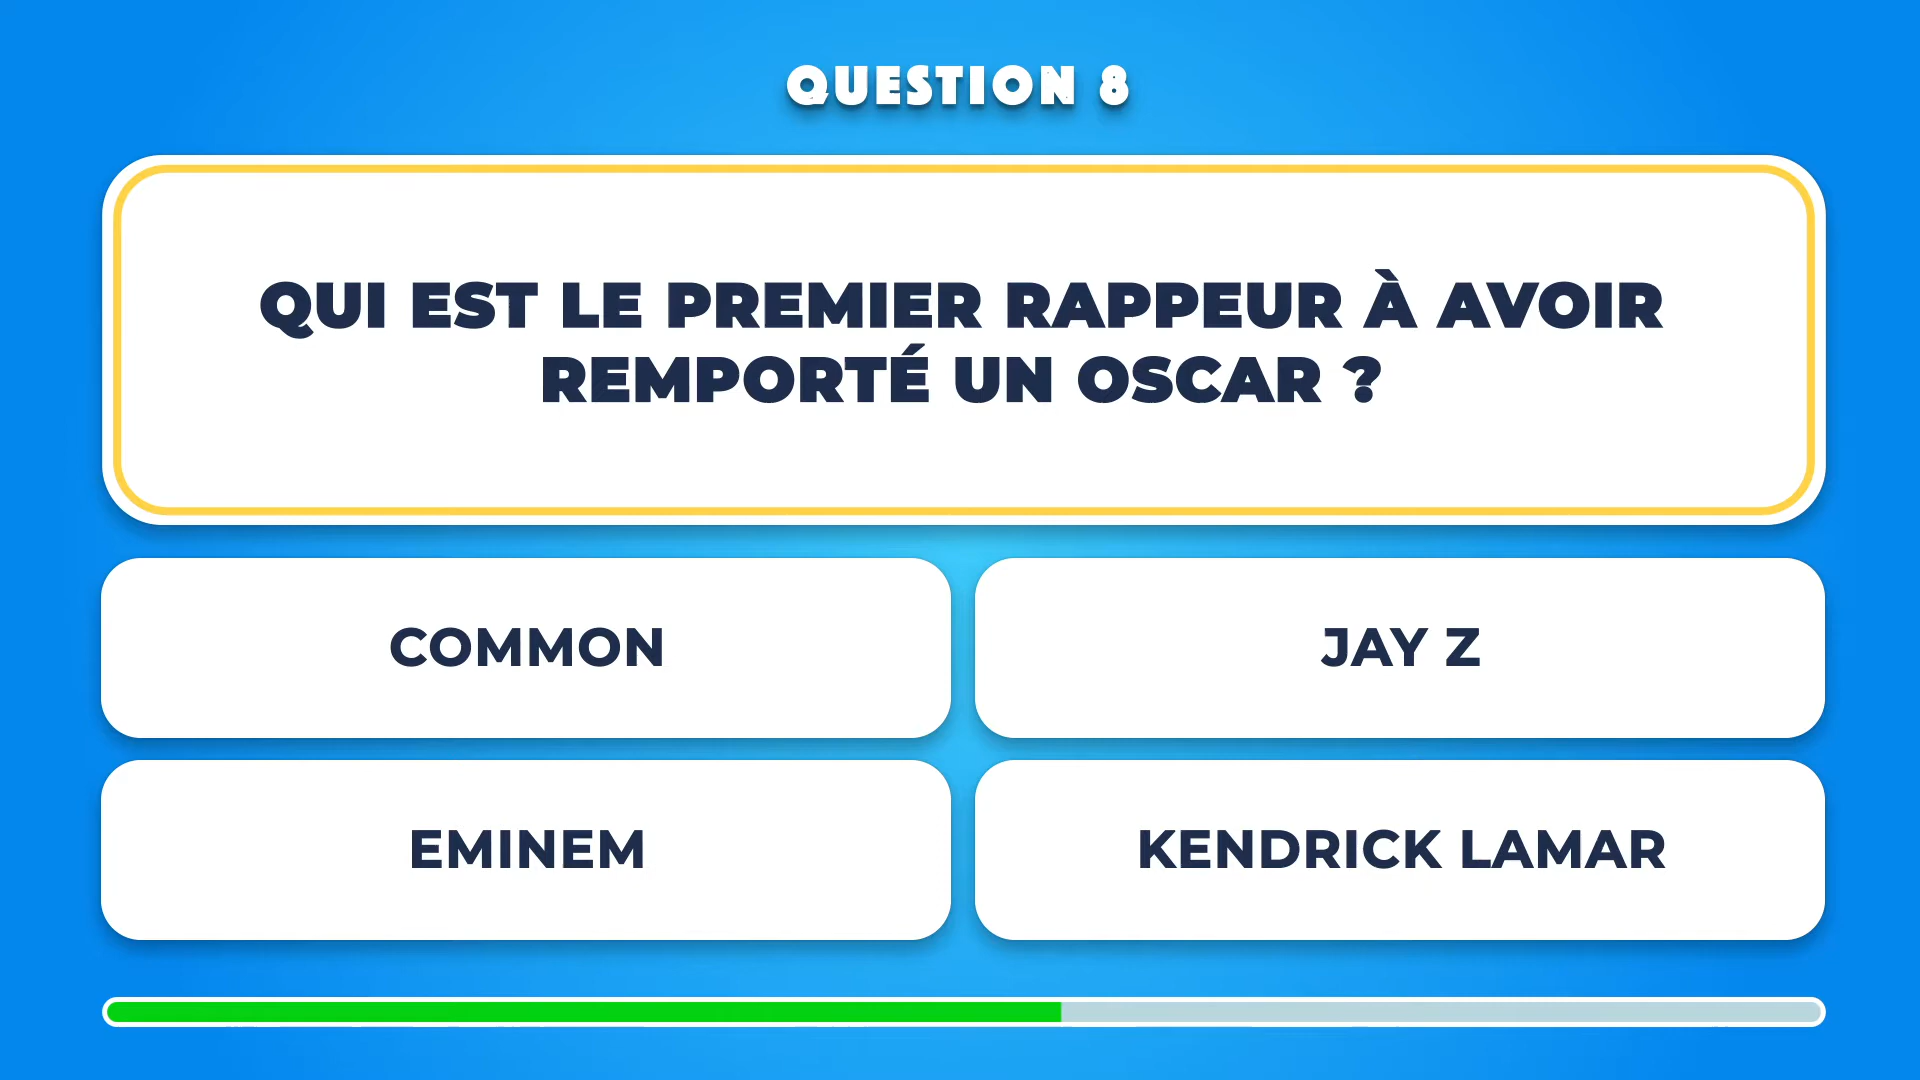 QUESTION 8
QUI EST LE PREMIER RAPPEUR À AVOIR
REMPORTÉ UN OSCAR ?
COMMON
JAY Z
EMINEM
KENDRICK LAMAR